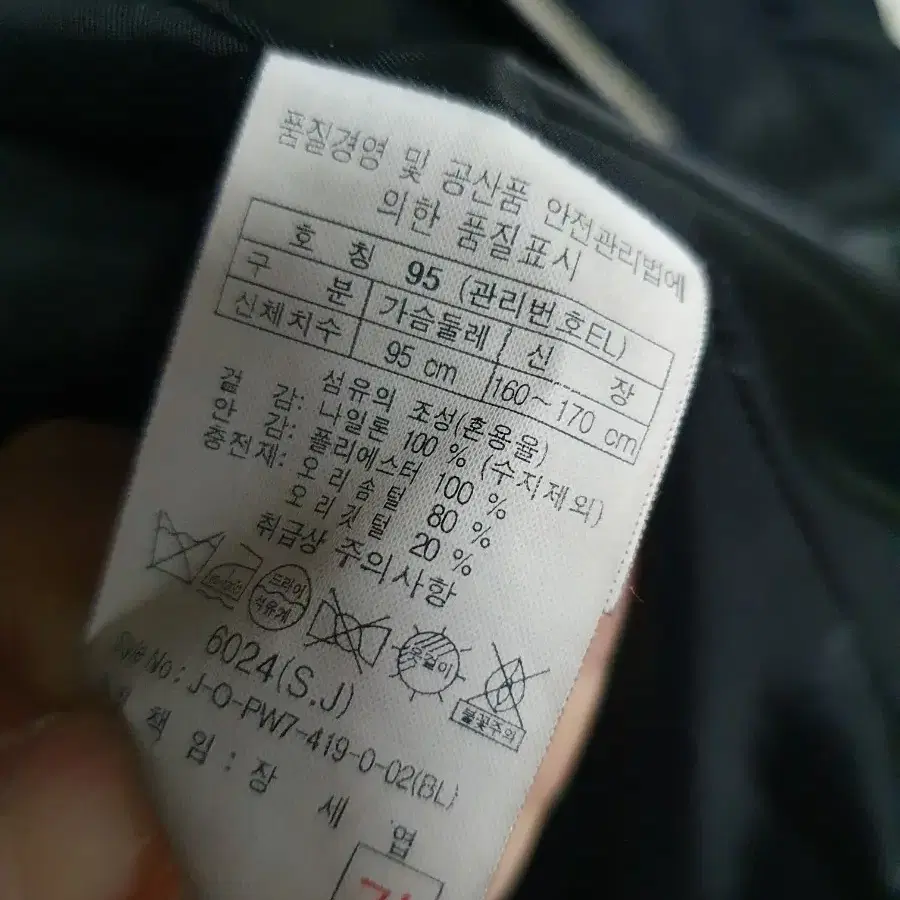 품질경영 및 공산품 안전관리법에
의한 품질표시
호 칭 95 (관리번호EL)
구 분 가슴둘레 신 장
신체치수 95 cm 160~170 cm
섬유의 조성(혼용율)
겉 감: 나일론 100 % (수지제외)
안 감: 폴리에스터 100 %
충전재: 오리솜털 80 %
오리깃털 20 %
취급상 주의사항
드라이
석유계
옷걸이
불꽃주의
6024(S.J)
Style No: J-O-PW7-419-0-02(BL)
책 임 : 장 세 엽